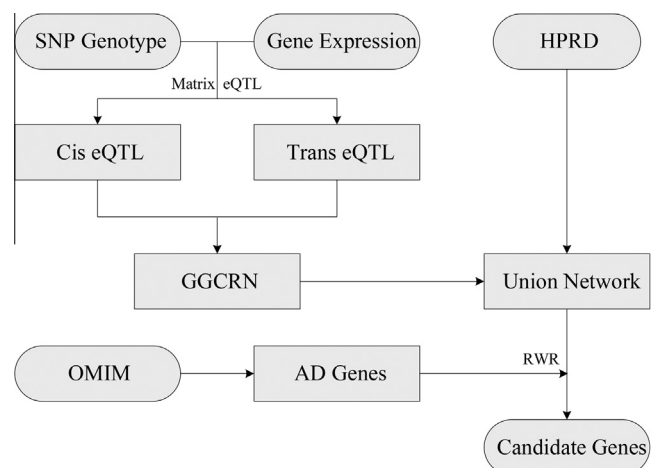 SNP Genotype
Gene Expression
HPRD
Matrix eQTL
Cis eQTL
Trans eQTL
GGCRN
Union Network
OMIM
AD Genes
RWR
Candidate Genes